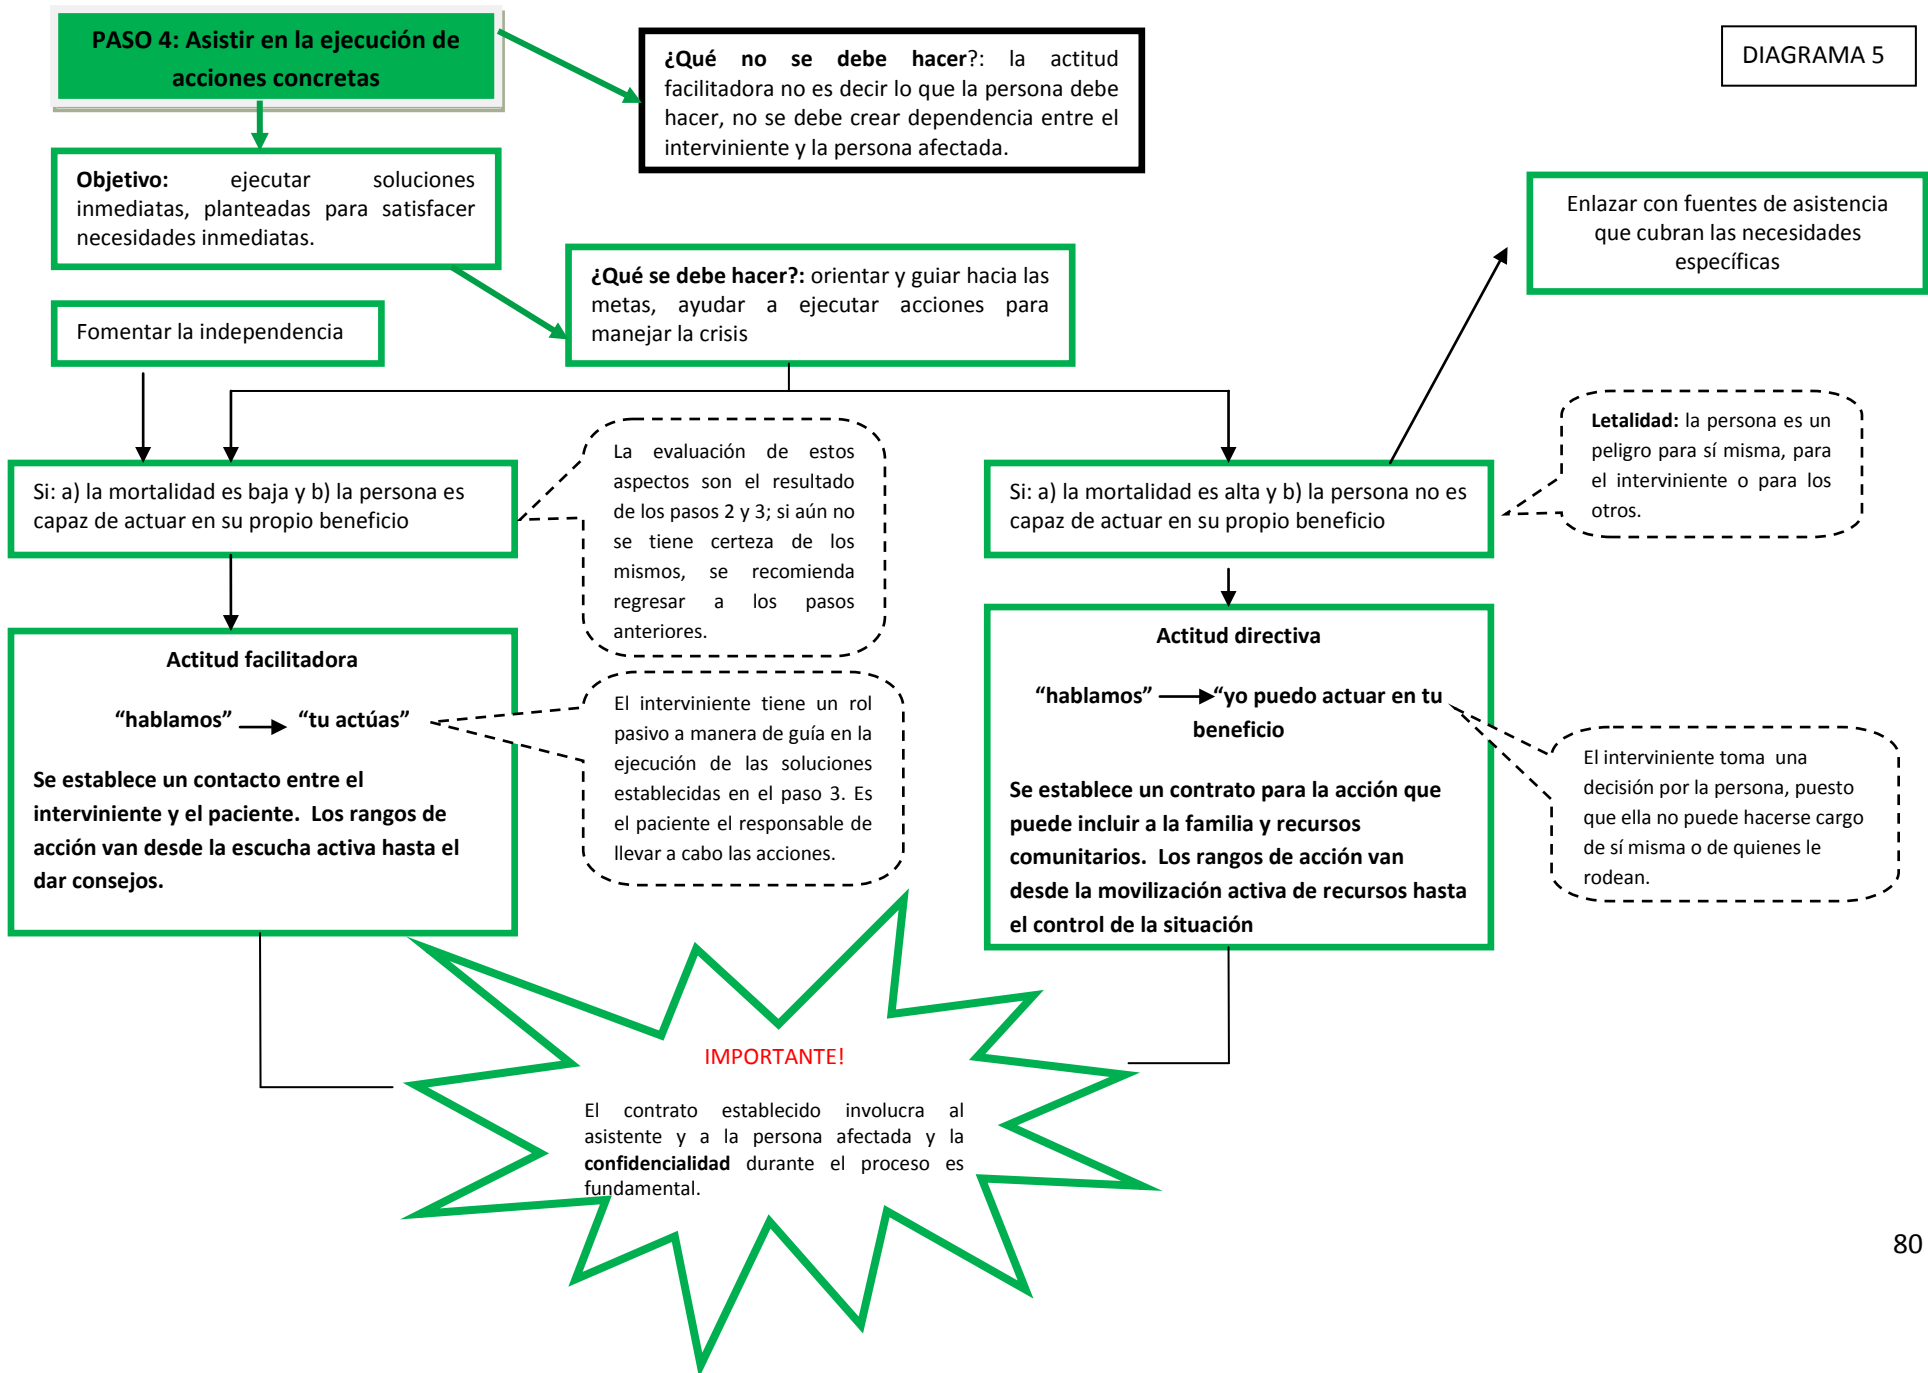 PASO 4: Asistir en la ejecución de
acciones concretas
¿Qué no se debe hacer?: la actitud
facilitadora no es decir lo que la persona debe
hacer, no se debe crear dependencia entre el
interviniente y la persona afectada.
DIAGRAMA 5
Objetivo: ejecutar soluciones
inmediatas, planteadas para satisfacer
necesidades inmediatas.
Enlazar con fuentes de asistencia
que cubran las necesidades
específicas
¿Qué se debe hacer?: orientar y guiar hacia las
metas, ayudar a ejecutar acciones para
manejar la crisis
Fomentar la independencia
La evaluación de estos
aspectos son el resultado
de los pasos 2 y 3; si aún no
se tiene certeza de los
mismos, se recomienda
regresar a los pasos
anteriores.
Letalidad: la persona es un
peligro para sí misma, para
el interviniente o para los
otros.
Si: a) la mortalidad es baja y b) la persona es
capaz de actuar en su propio beneficio
Si: a) la mortalidad es alta y b) la persona no es
capaz de actuar en su propio beneficio
Actitud facilitadora
“hablamos” “tu actúas”
Se establece un contacto entre el
interviniente y el paciente. Los rangos de
acción van desde la escucha activa hasta el
dar consejos.
El interviniente tiene un rol
pasivo a manera de guía en la
ejecución de las soluciones
establecidas en el paso 3. Es
el paciente el responsable de
llevar a cabo las acciones.
Actitud directiva
“hablamos” “yo puedo actuar en tu
beneficio
Se establece un contrato para la acción que
puede incluir a la familia y recursos
comunitarios. Los rangos de acción van
desde la movilización activa de recursos hasta
el control de la situación
El interviniente toma una
decisión por la persona, puesto
que ella no puede hacerse cargo
de sí misma o de quienes le
rodean.
IMPORTANTE!
El contrato establecido involucra al
asistente y a la persona afectada y la
confidencialidad durante el proceso es
fundamental.
80